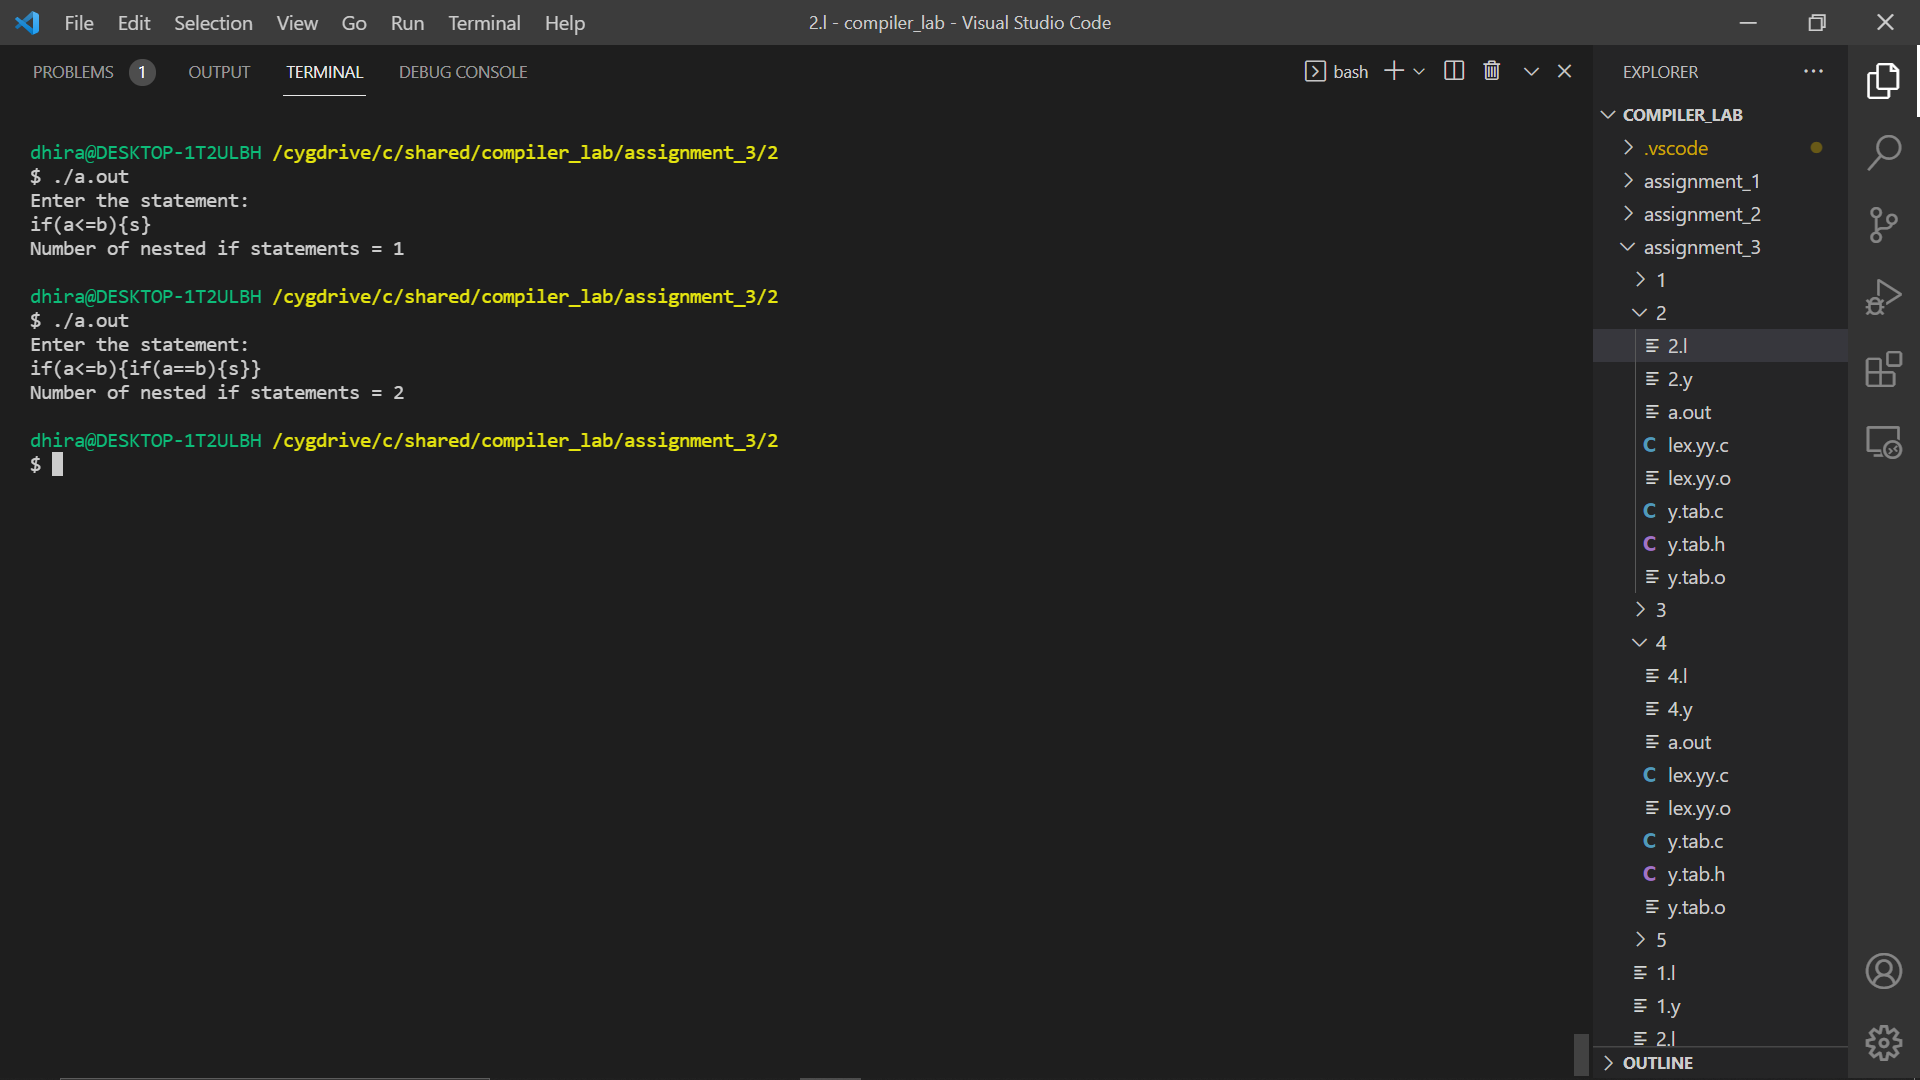 File Edit Selection View Go Run Terminal Help 2.l - compiler_lab - Visual Studio Code
PROBLEMS 1 OUTPUT TERMINAL DEBUG CONSOLE bash
dhira@DESKTOP-1T2ULBH /cygdrive/c/shared/compiler_lab/assignment_3/2
$ ./a.out
Enter the statement:
if(a<=b){s}
Number of nested if statements = 1
dhira@DESKTOP-1T2ULBH /cygdrive/c/shared/compiler_lab/assignment_3/2
$ ./a.out
Enter the statement:
if(a<=b){if(a==b){s}}
Number of nested if statements = 2
dhira@DESKTOP-1T2ULBH /cygdrive/c/shared/compiler_lab/assignment_3/2
$
EXPLORER
COMPILER_LAB
.vscode
assignment_1
assignment_2
assignment_3
1
2
2.l
2.y
a.out
C lex.yy.c
lex.yy.o
C y.tab.c
C y.tab.h
y.tab.o
3
4
4.l
4.y
a.out
C lex.yy.c
lex.yy.o
C y.tab.c
C y.tab.h
y.tab.o
5
1.l
1.y
2.l
OUTLINE